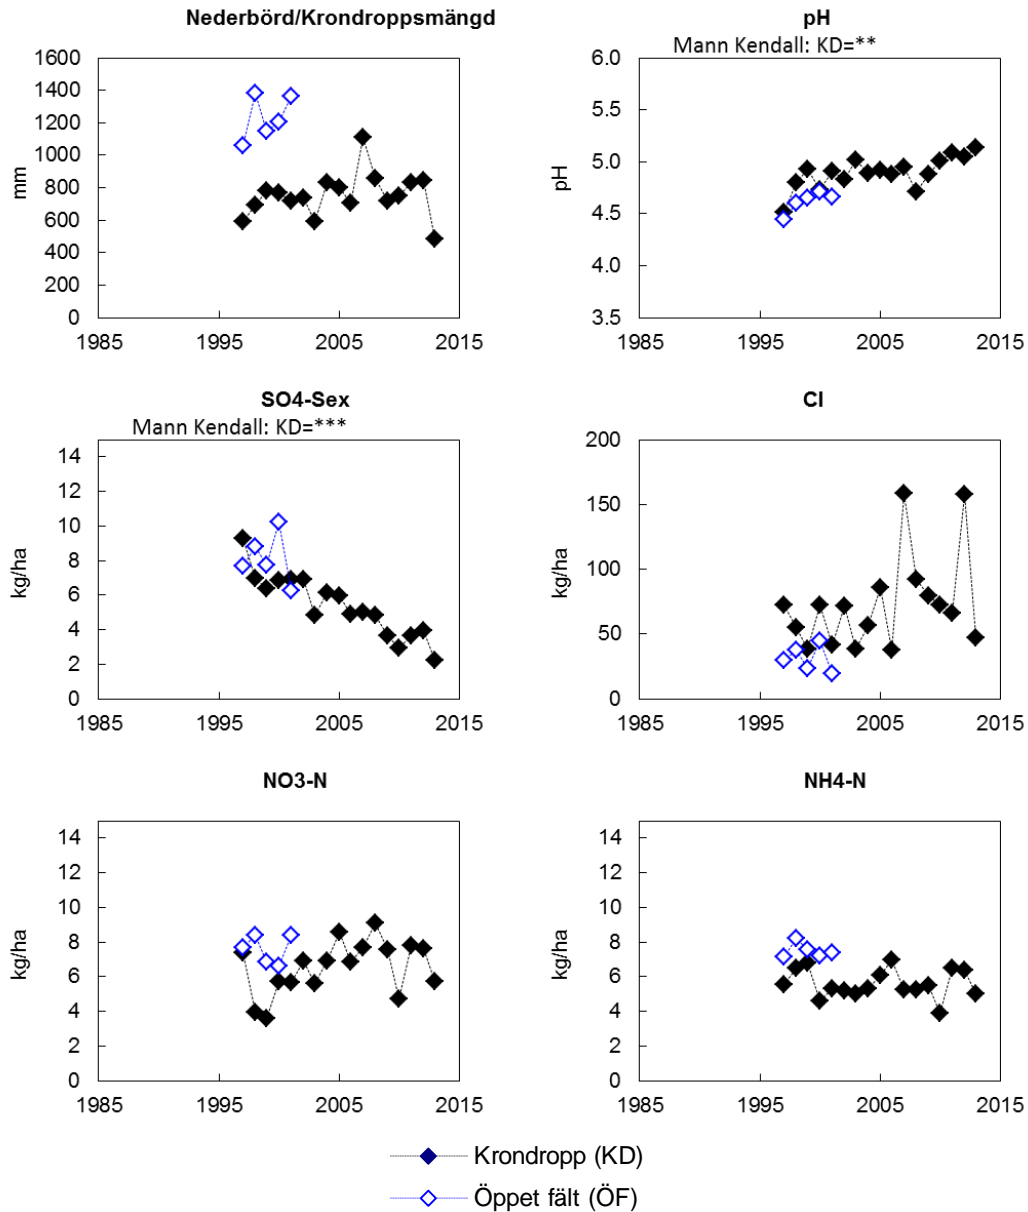 Nederbörd/Krondroppsmängd
1600
1400
1200
1000
800
600
400
200
0
mm
1985 1995 2005 2015
pH
Mann Kendall: KD=**
6.0
5.5
5.0
4.5
4.0
3.5
pH
1985 1995 2005 2015
SO4-Sex
Mann Kendall: KD=***
14
12
10
8
6
4
2
0
kg/ha
1985 1995 2005 2015
Cl
200
150
100
50
0
kg/ha
1985 1995 2005 2015
NO3-N
14
12
10
8
6
4
2
0
kg/ha
1985 1995 2005 2015
NH4-N
14
12
10
8
6
4
2
0
kg/ha
1985 1995 2005 2015
Krondropp (KD)
Öppet fält (ÖF)